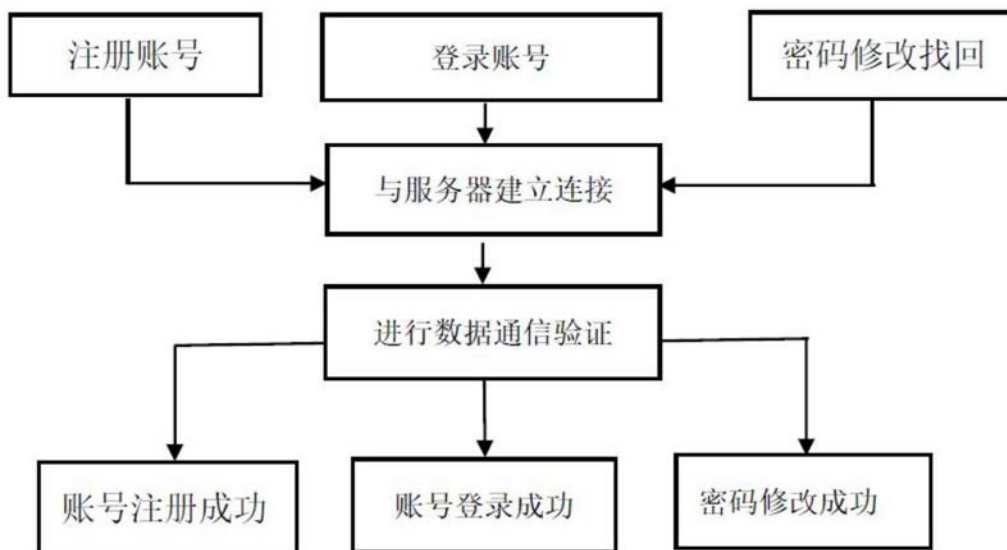 注册账号
登录账号
密码修改找回
与服务器建立连接
进行数据通信验证
账号注册成功
账号登录成功
密码修改成功